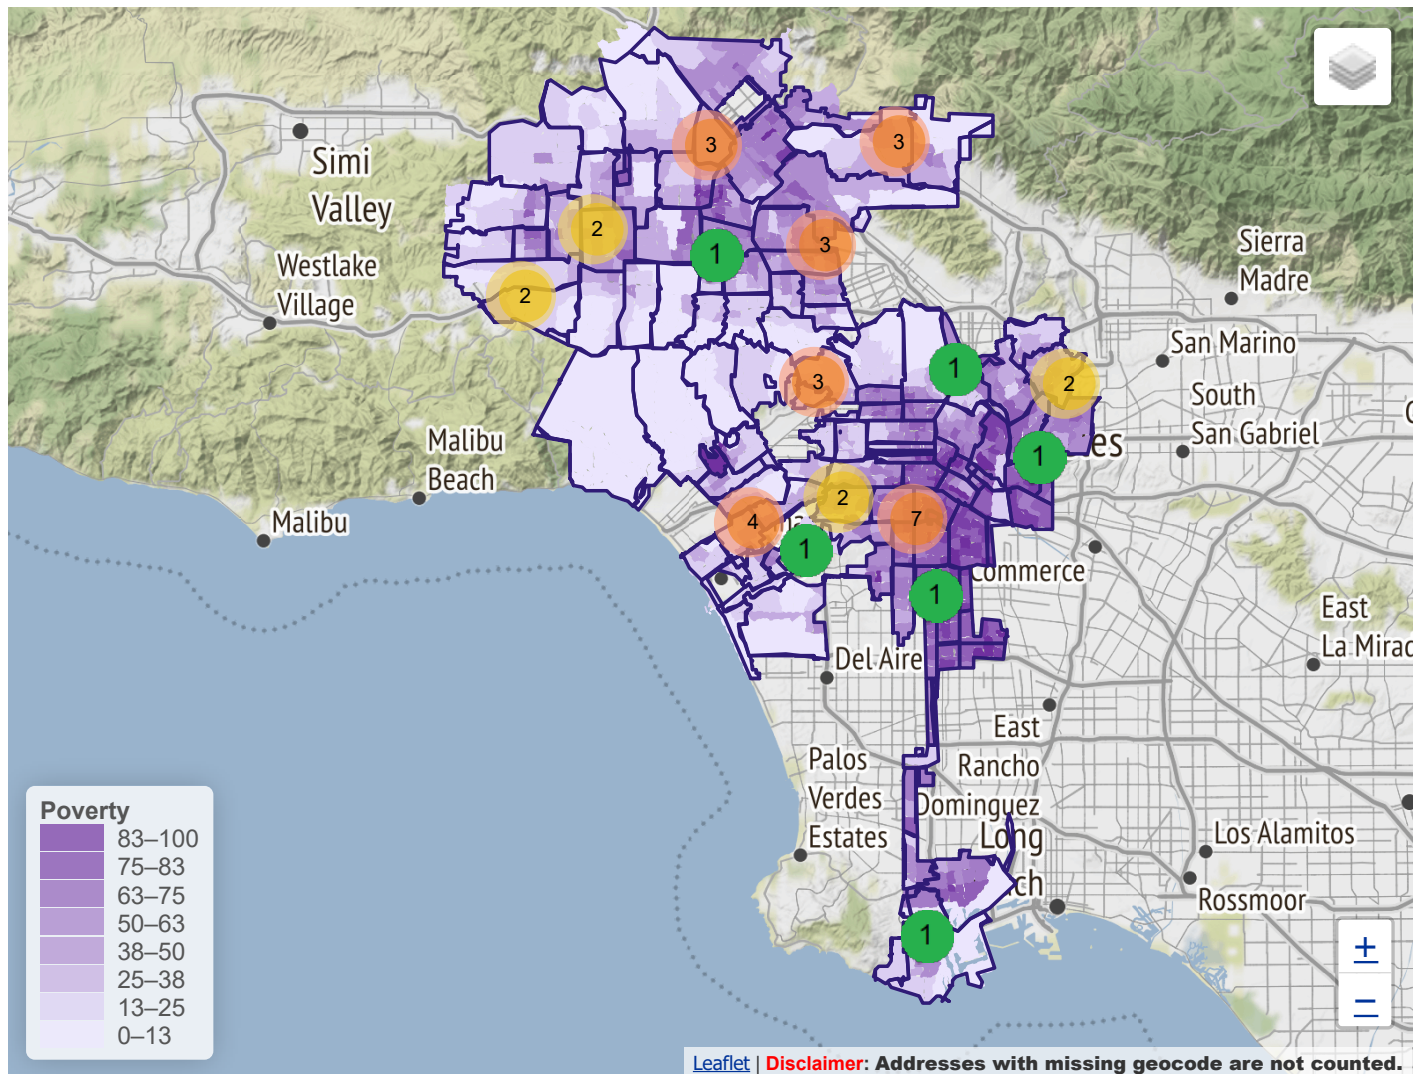 3
3
Simi
Valley
2
1
3
Sierra
Madre
Westlake
Village
2
San Marino
1
3
2
South
San Gabriel
Malibu
Beach
es
1
Malibu
2
4
7
1
Commerce
1
East
La Mirad
Del Aire
East
Rancho
Dominguez
Palos
Verdes
Estates
Long
ch
Los Alamitos
Rossmoor
1
Poverty
83–100
75–83
63–75
50–63
38–50
25–38
13–25
0–13
+
−
Leaflet | Disclaimer: Addresses with missing geocode are not counted.